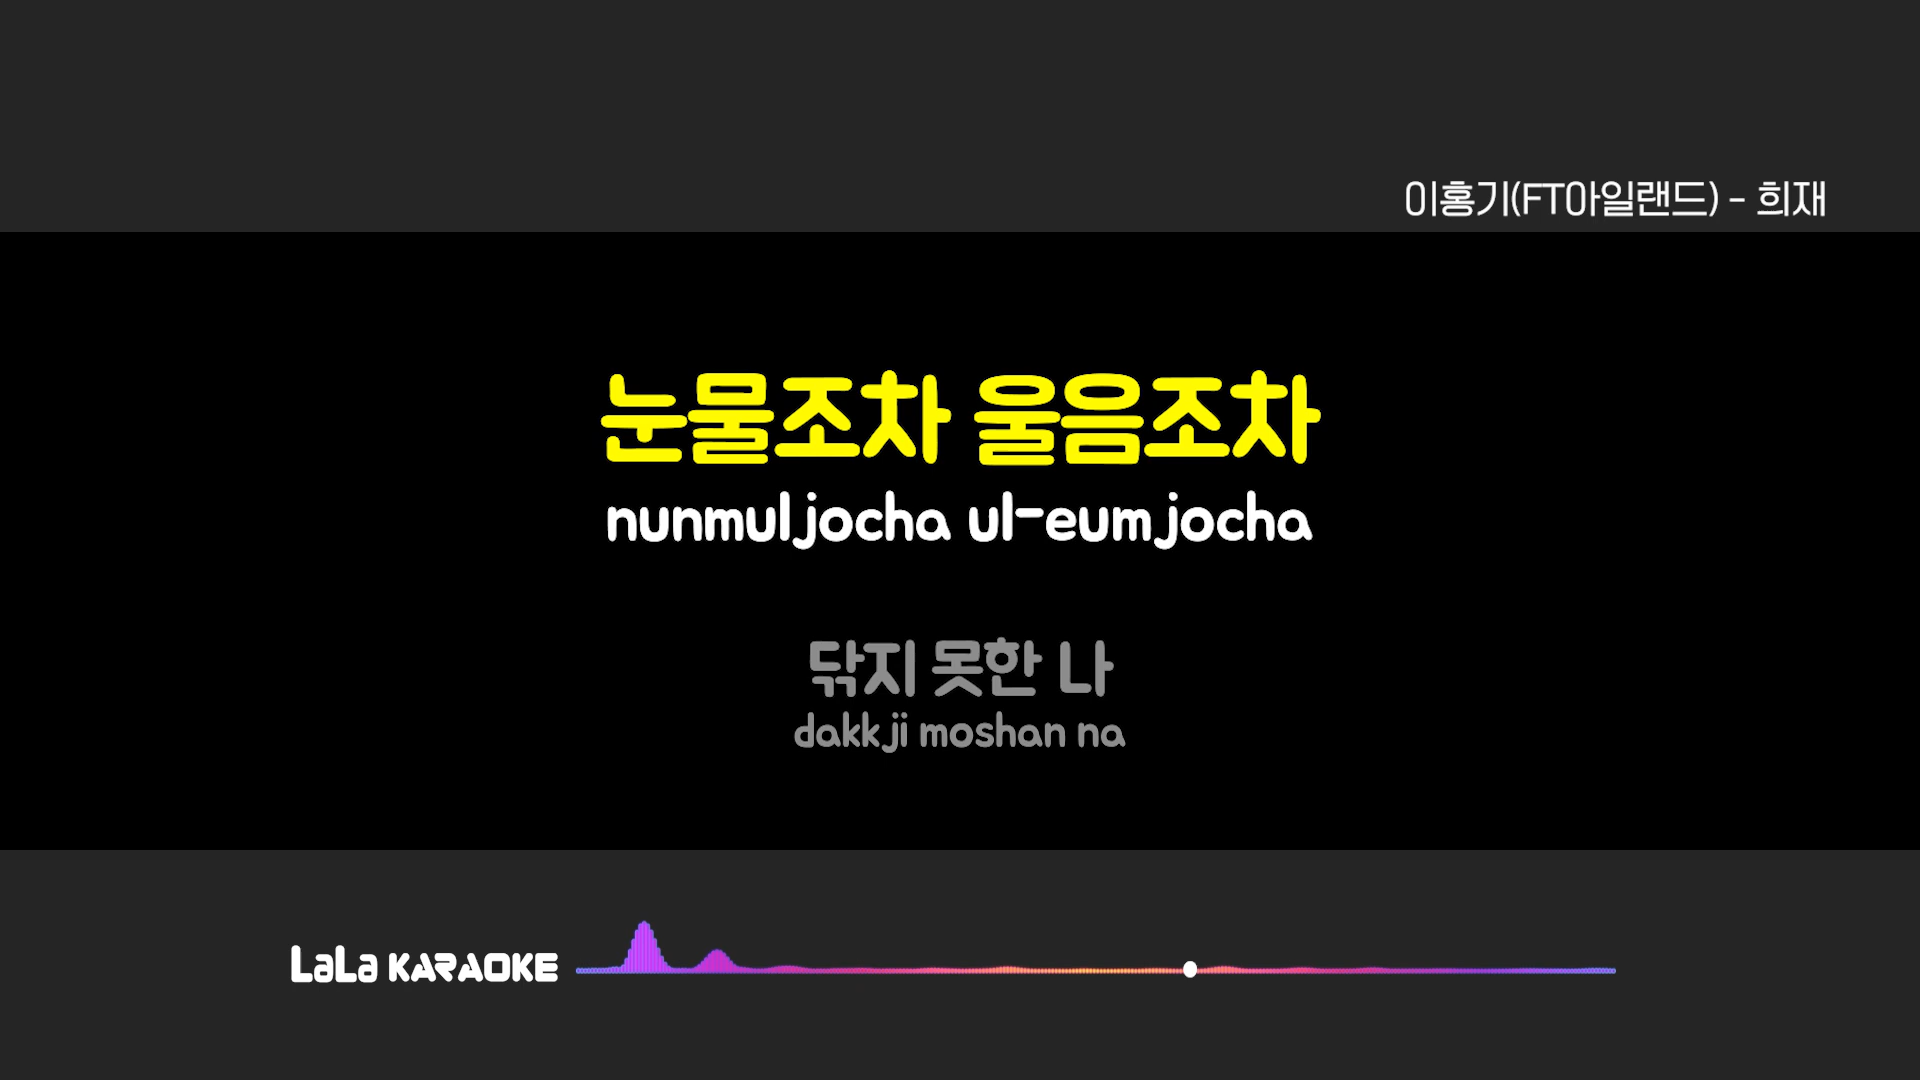 이홍기(FT아일랜드) - 희재
눈물조차 울음조차
nunmuljocha ul-eumjocha
닦지 못한 나
dakkji moshan na
LaLa KARAOKE